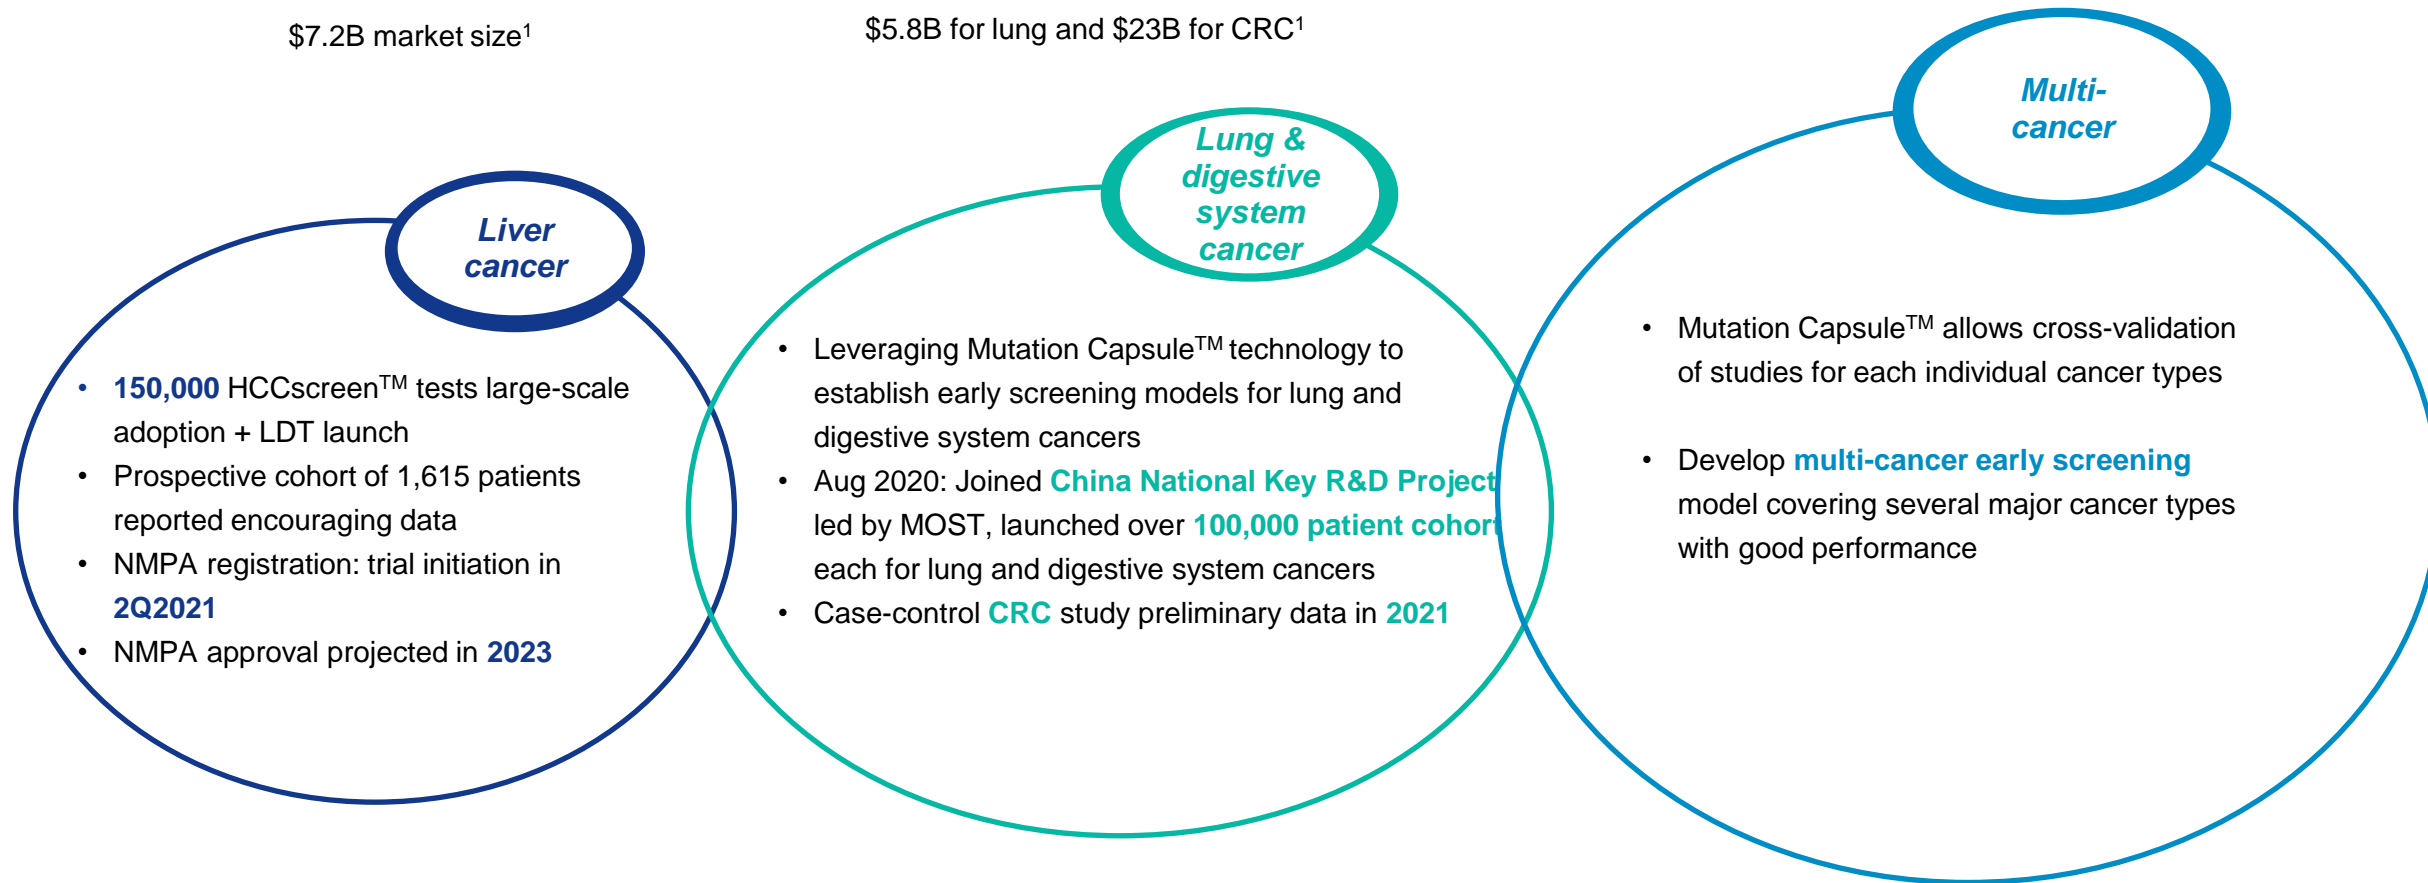 $7.2B market size¹
$5.8B for lung and $23B for CRC¹
Liver
cancer
• 150,000 HCCscreen™ tests large-scale
adoption + LDT launch
• Prospective cohort of 1,615 patients
reported encouraging data
• NMPA registration: trial initiation in
2Q2021
• NMPA approval projected in 2023
Lung &
digestive
system
cancer
• Leveraging Mutation Capsule™ technology to
establish early screening models for lung and
digestive system cancers
• Aug 2020: Joined China National Key R&D Project
led by MOST, launched over 100,000 patient cohort
each for lung and digestive system cancers
• Case-control CRC study preliminary data in 2021
Multi-
cancer
• Mutation Capsule™ allows cross-validation
of studies for each individual cancer types
• Develop multi-cancer early screening
model covering several major cancer types
with good performance